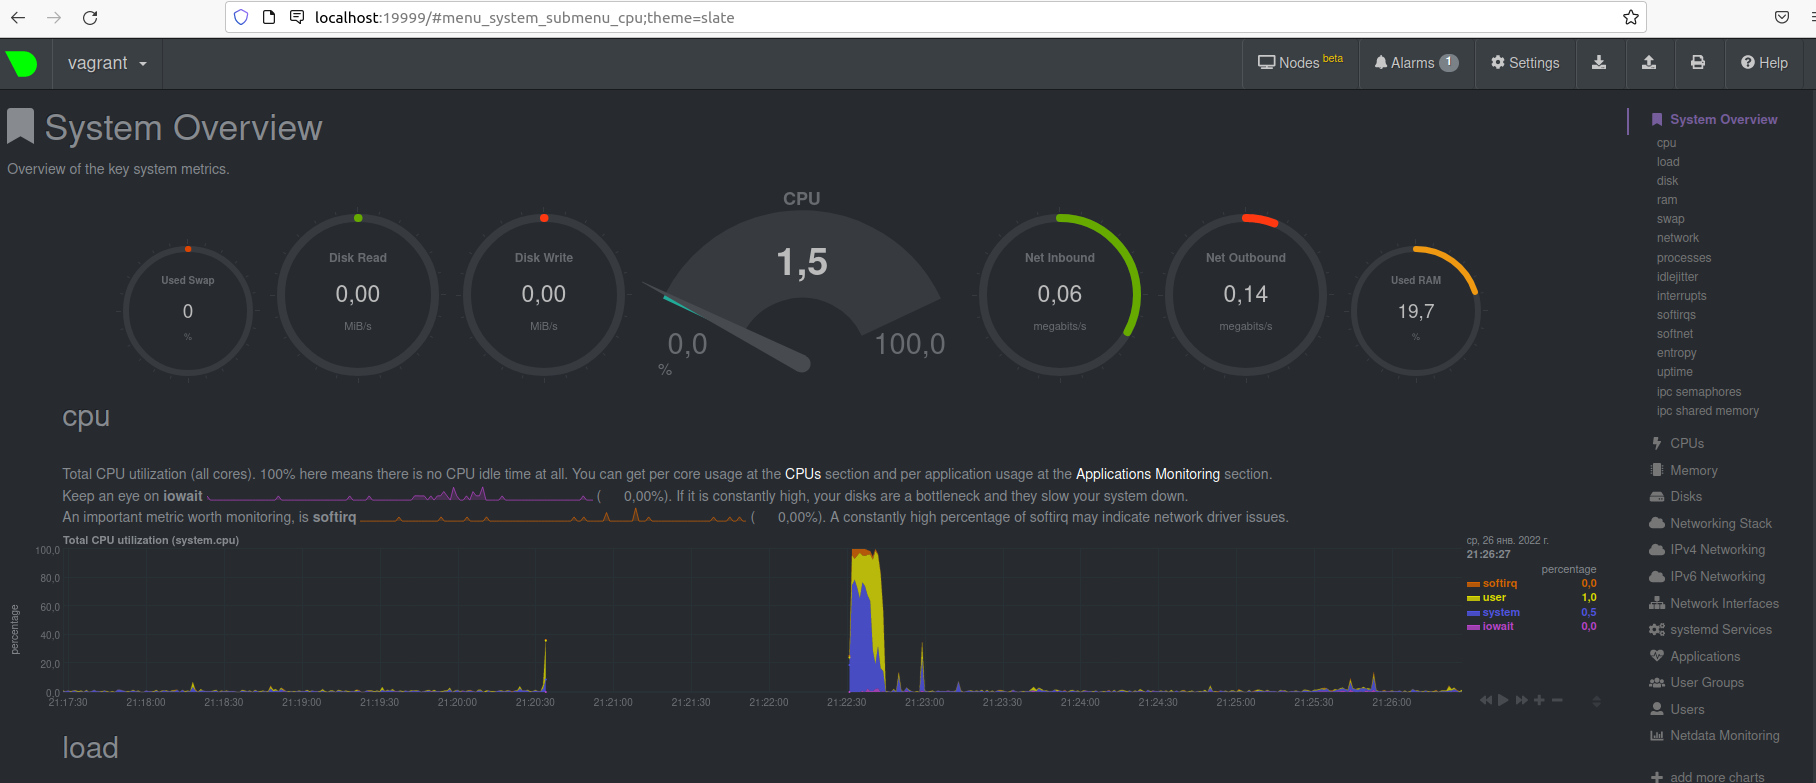 localhost:19999/#menu_system_submenu_cpu;theme=slate
vagrant
Nodes beta
Alarms 1
Settings
Help
System Overview
Overview of the key system metrics.
Used Swap
0
%
Disk Read
0,00
MiB/s
Disk Write
0,00
MiB/s
CPU
1,5
0,0
100,0
%
Net Inbound
0,06
megabits/s
Net Outbound
0,14
megabits/s
Used RAM
19,7
%
cpu
Total CPU utilization (all cores). 100% here means there is no CPU idle time at all. You can get per core usage at the CPUs section and per application usage at the Applications Monitoring section.
Keep an eye on iowait ( 0,00%). If it is constantly high, your disks are a bottleneck and they slow your system down.
An important metric worth monitoring, is softirq ( 0,00%). A constantly high percentage of softirq may indicate network driver issues.
Total CPU utilization (system.cpu)
percentage
100,0
80,0
60,0
40,0
20,0
0,0
21:17:30 21:18:00 21:18:30 21:19:00 21:19:30 21:20:00 21:20:30 21:21:00 21:21:30 21:22:00 21:22:30 21:23:00 21:23:30 21:24:00 21:24:30 21:25:00 21:25:30 21:26:00
ср, 26 янв. 2022 г.
21:26:27
percentage
softirq 0,0
user 1,0
system 0,5
iowait 0,0
load
System Overview
cpu
load
disk
ram
swap
network
processes
idlejitter
interrupts
softirqs
softnet
entropy
uptime
ipc semaphores
ipc shared memory
CPUs
Memory
Disks
Networking Stack
IPv4 Networking
IPv6 Networking
Network Interfaces
systemd Services
Applications
User Groups
Users
Netdata Monitoring
add more charts